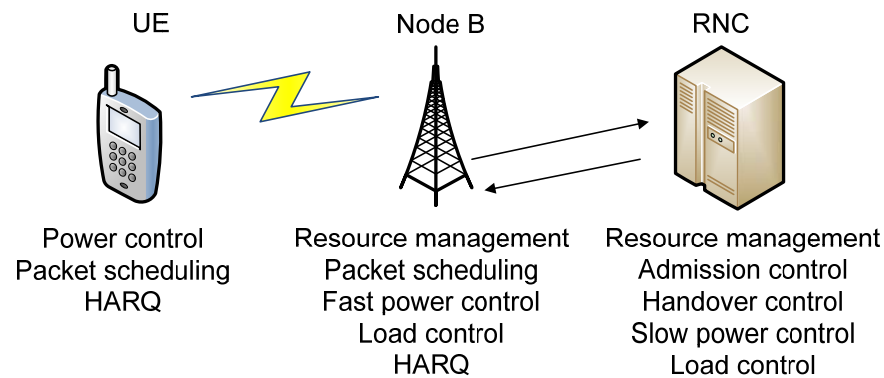 UE
Node B
RNC
Power control
Packet scheduling
HARQ
Resource management
Packet scheduling
Fast power control
Load control
HARQ
Resource management
Admission control
Handover control
Slow power control
Load control